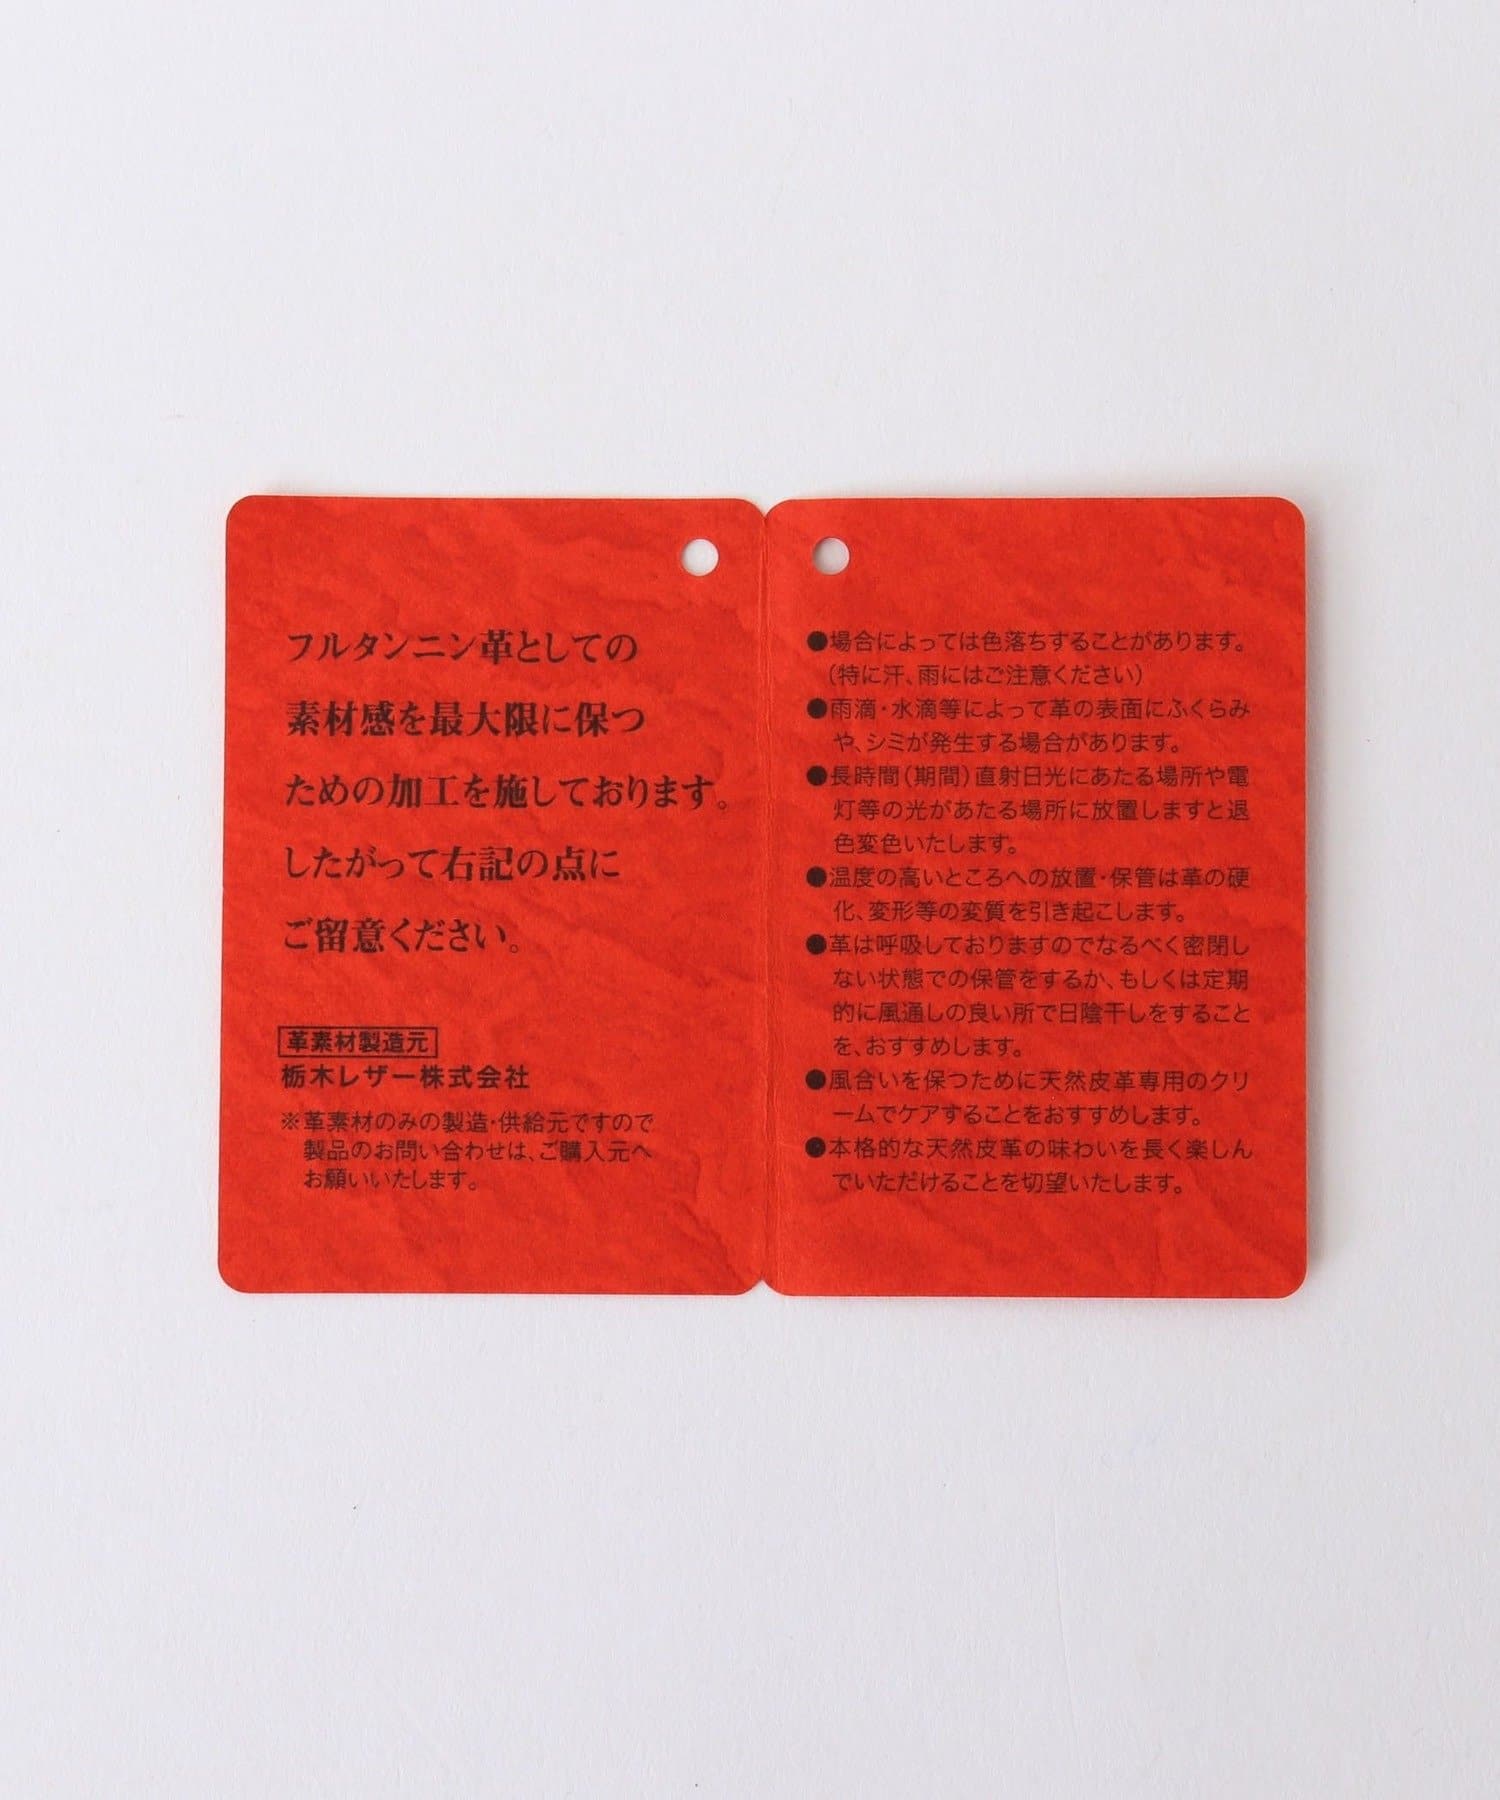 フルタンニン革としての
素材感を最大限に保つ
ための加工を施しております。
したがって右記の点に
ご留意ください。
革素材製造元
栃木レザー株式会社
※革素材のみの製造・供給元ですので
製品のお問い合わせは、ご購入元へ
お願いいたします。
●場合によっては色落ちすることがあります。
(特に汗、雨にはご注意ください)
●雨滴・水滴等によって革の表面にふくらみ
や、シミが発生する場合があります。
●長時間(期間)直射日光にあたる場所や電
灯等の光があたる場所に放置しますと退
色変色いたします。
●温度の高いところへの放置・保管は革の硬
化、変形等の変質を引き起こします。
●革は呼吸しておりますのでなるべく密閉し
ない状態での保管をするか、もしくは定期
的に風通しの良い所で日陰干しをすること
を、おすすめします。
●風合いを保つために天然皮革専用のクリ
ームでケアすることをおすすめします。
●本格的な天然皮革の味わいを長く楽しん
でいただけることを切望いたします。